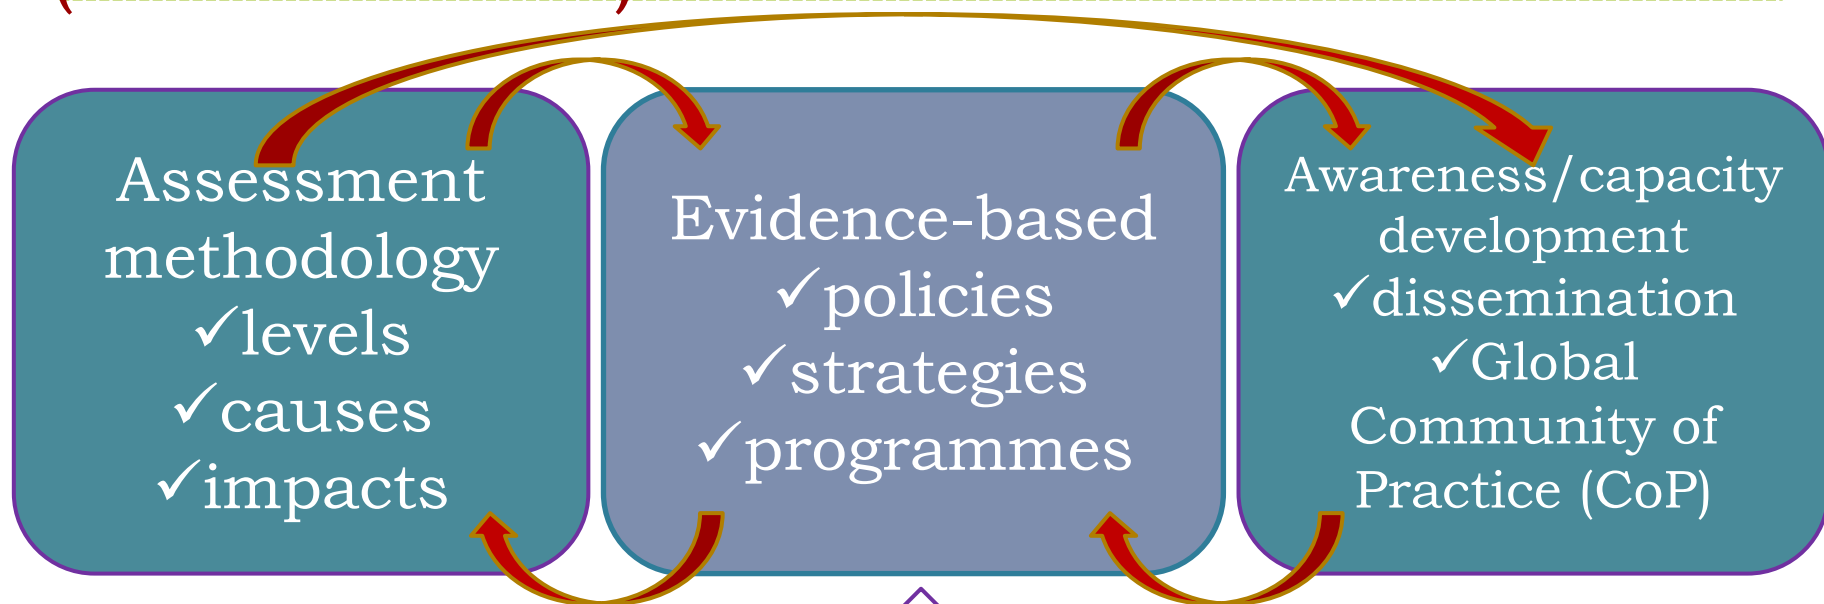 Assessment
methodology
✓levels
✓causes
✓impacts
Evidence-based
✓policies
✓strategies
✓programmes
Awareness/capacity
development
✓dissemination
✓Global
Community of
Practice (CoP)